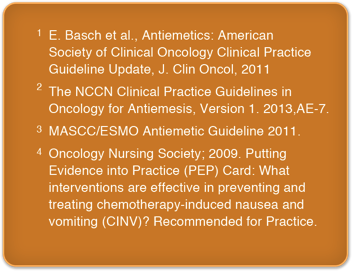 1 E. Basch et al., Antiemetics: American
Society of Clinical Oncology Clinical Practice
Guideline Update, J. Clin Oncol, 2011
2 The NCCN Clinical Practice Guidelines in
Oncology for Antiemesis, Version 1. 2013,AE-7.
3 MASCC/ESMO Antiemetic Guideline 2011.
4 Oncology Nursing Society; 2009. Putting
Evidence into Practice (PEP) Card: What
interventions are effective in preventing and
treating chemotherapy-induced nausea and
vomiting (CINV)? Recommended for Practice.